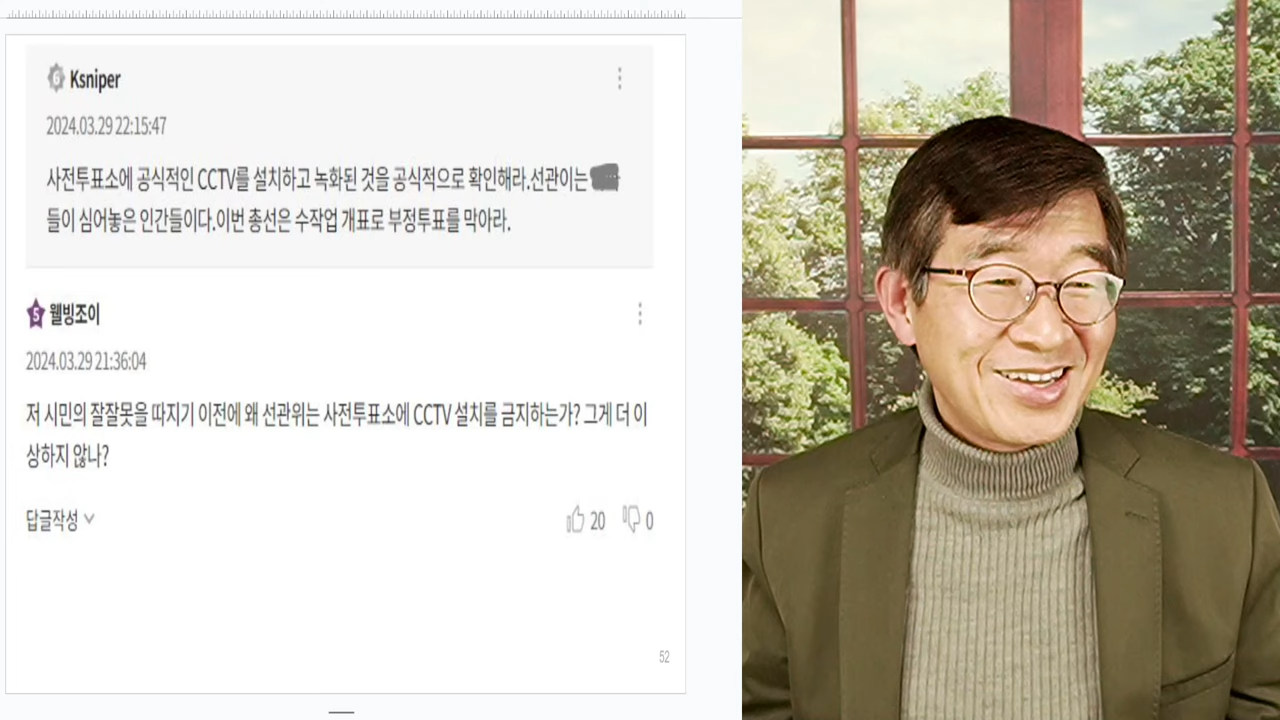 6 Ksniper
2024.03.29 22:15:47
사전투표소에 공식적인 CCTV를 설치하고 녹화된 것을 공식적으로 확인해라.선관이는
들이 심어놓은 인간들이다.이번 총선은 수작업 개표로 부정투표를 막아라.
5 웰빙조이
2024.03.29 21:36:04
저 시민의 잘잘못을 따지기 이전에 왜 선관위는 사전투표소에 CCTV 설치를 금지하는가? 그게 더 이
상하지 않나?
답글작성 20 0
52